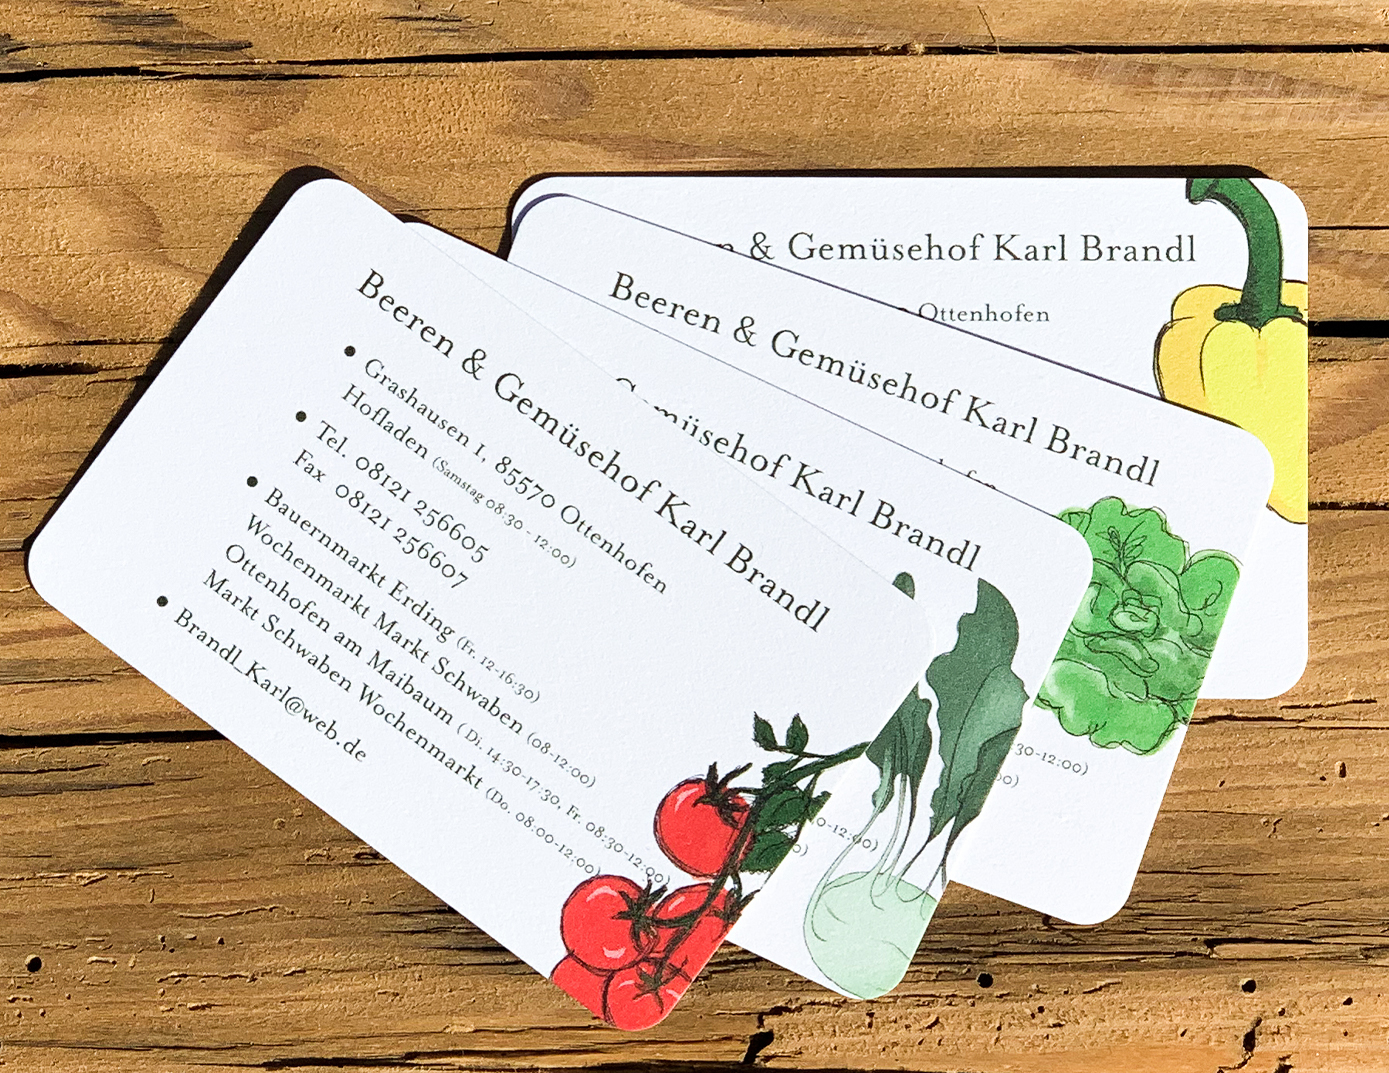 Beeren & Gemüsehof Karl Brandl
• Grashausen 1, 85570 Ottenhofen
Hofladen (Samstag 08:30 - 12:00)
• Tel. 08121 256605
Fax 08121 256607
• Bauernmarkt Erding (Fr. 12-16:30)
Wochenmarkt Markt Schwaben (08-12:00)
Ottenhofen am Maibaum ( Di. 14:30-17:30, Fr. 08:30-12:00)
Markt Schwaben Wochenmarkt (Do. 08:00-12:00)
• Brandl_Karl@web.de
Gemüsehof Karl Brandl
Beeren & Gemüsehof Karl Brandl
:30-12:00)
& Gemüsehof Karl Brandl
Ottenhofen